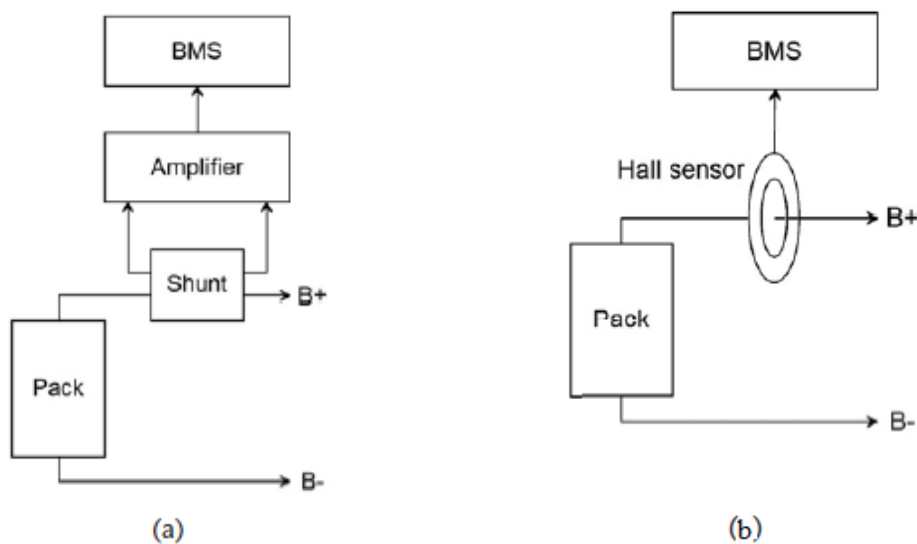 BMS
Amplifier
Shunt
B+
Pack
B-
(a)
BMS
Hall sensor
B+
Pack
B-
(b)